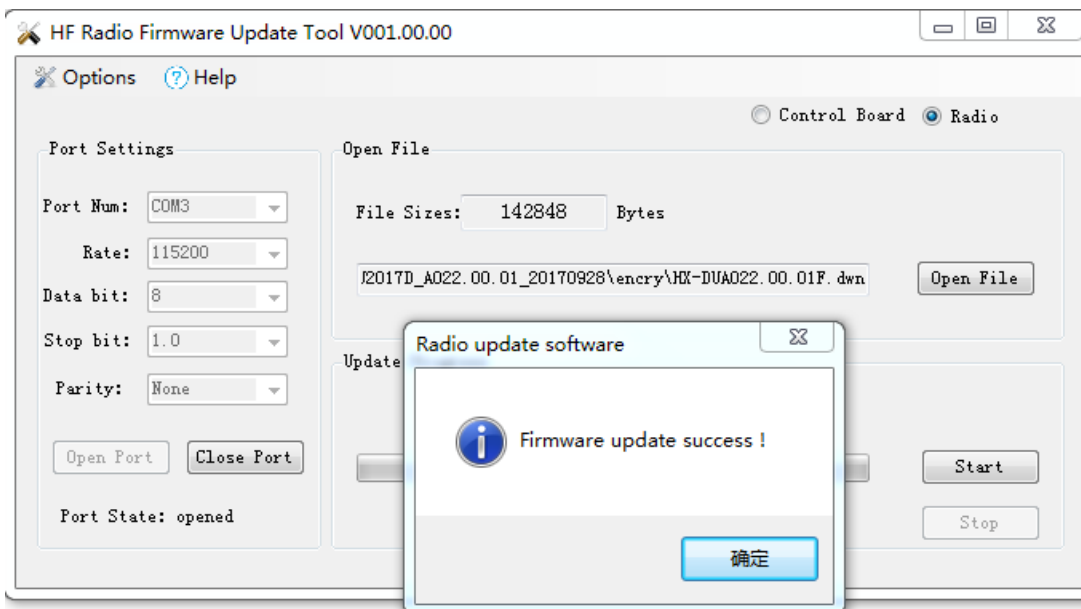 HF Radio Firmware Update Tool V001.00.00
Options Help
Control Board Radio
Port Settings
Port Num: COM3
Rate: 115200
Data bit: 8
Stop bit: 1.0
Parity: None
Open Port Close Port
Port State: opened
Open File
File Sizes: 142848 Bytes
J2017D_A022.00.01_20170928\encry\HX-DUA022.00.01F.dwn Open File
Update
Start
Stop
Radio update software
Firmware update success !
确定